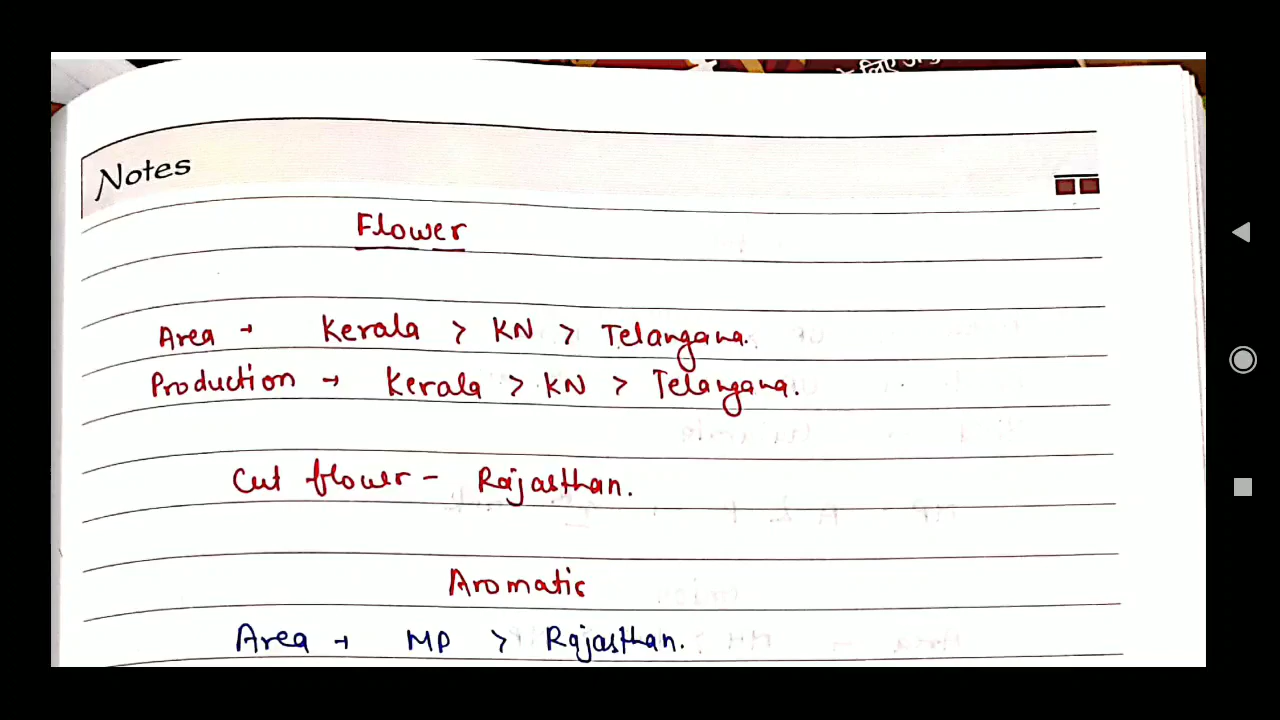 के लिए
Notes
Flower
Area → Kerala > KN > Telangana.
Production → Kerala > KN > Telangana.
Cut flower - Rajasthan.
Aromatic
Area → MP > Rajasthan.